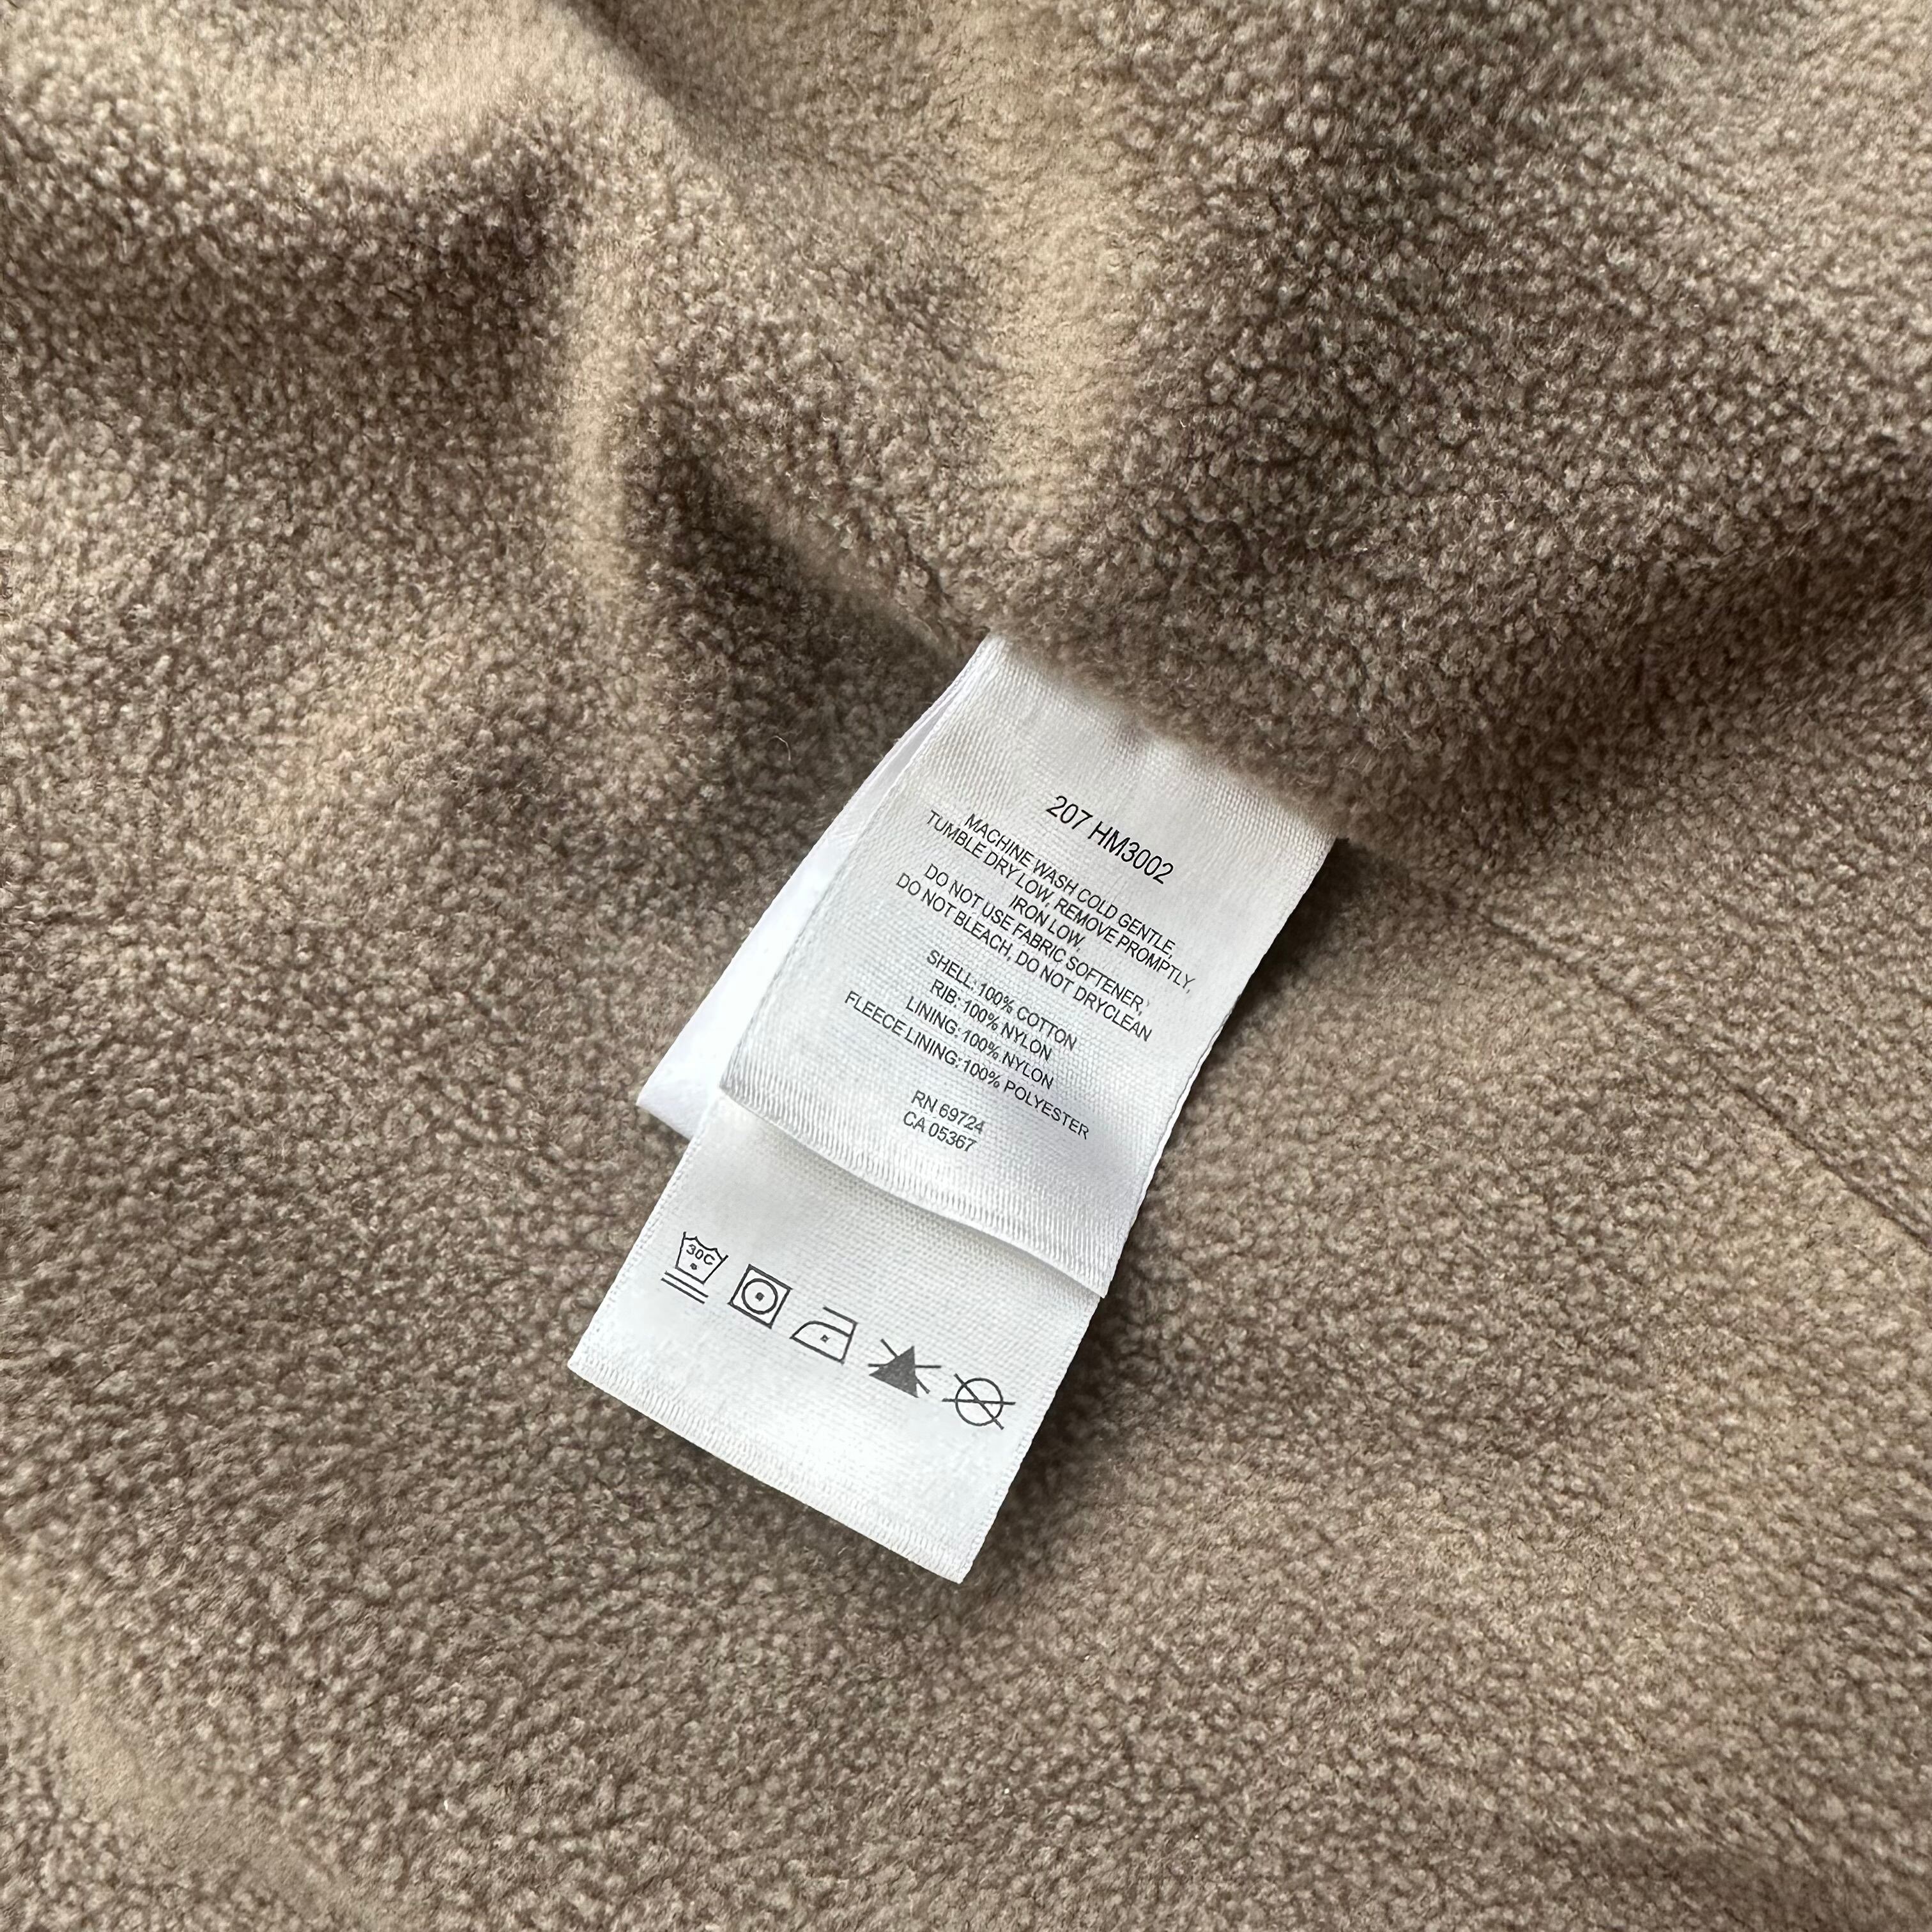 207 HM3002
MACHINE WASH COLD GENTLE,
TUMBLE DRY LOW, REMOVE PROMPTLY,
IRON LOW,
DO NOT USE FABRIC SOFTENER,
DO NOT BLEACH, DO NOT DRYCLEAN
SHELL: 100% COTTON
RIB: 100% NYLON
LINING: 100% NYLON
FLEECE LINING: 100% POLYESTER
RN 69724
CA 05367
30C